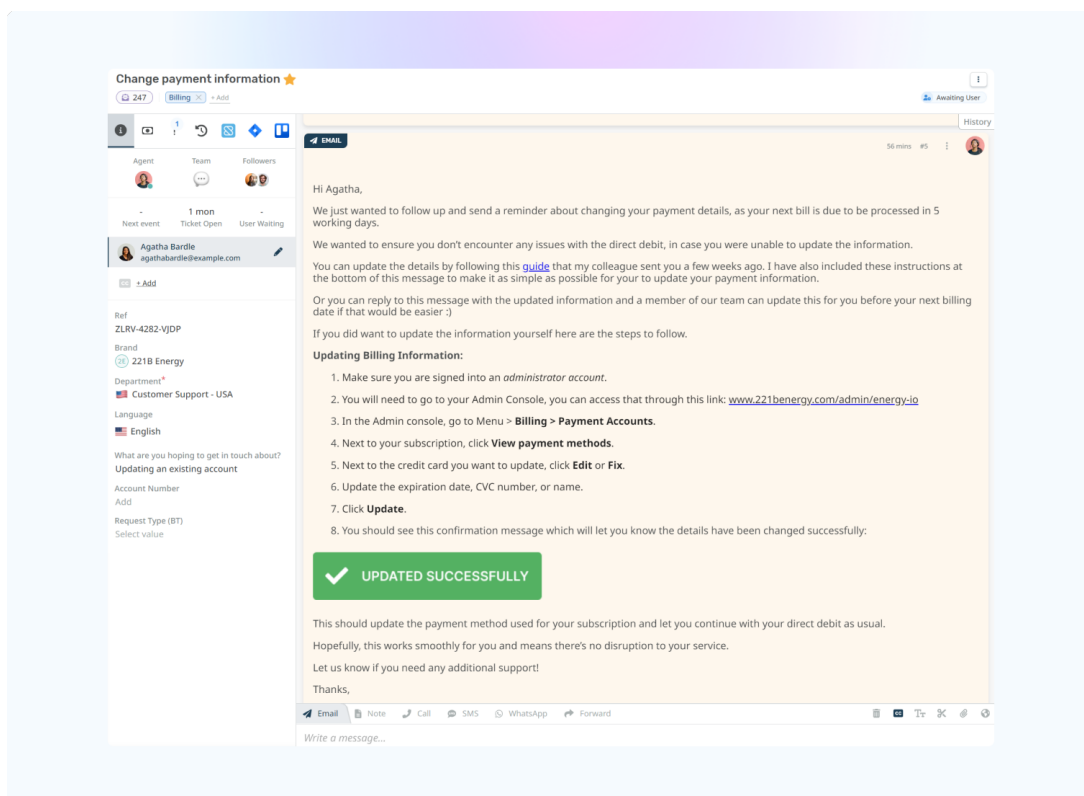 Change payment information
247 Billing + Add
Awaiting User
History
1
Agent Team Followers
- 1 mon -
Next event Ticket Open User Waiting
Agatha Bardle
agathabardle@example.com
CC + Add
Ref
ZLRV-4282-VJDP
Brand
2E 221B Energy
Department*
Customer Support - USA
Language
English
What are you hoping to get in touch about?
Updating an existing account
Account Number
Add
Request Type (BT)
Select value
EMAIL
56 mins #5
Hi Agatha,
We just wanted to follow up and send a reminder about changing your payment details, as your next bill is due to be processed in 5
working days.
We wanted to ensure you don't encounter any issues with the direct debit, in case you were unable to update the information.
You can update the details by following this guide that my colleague sent you a few weeks ago. I have also included these instructions at
the bottom of this message to make it as simple as possible for your to update your payment information.
Or you can reply to this message with the updated information and a member of our team can update this for you before your next billing
date if that would be easier :)
If you did want to update the information yourself here are the steps to follow.
Updating Billing Information:
1. Make sure you are signed into an administrator account.
2. You will need to go to your Admin Console, you can access that through this link: www.221benergy.com/admin/energy-io
3. In the Admin console, go to Menu > Billing > Payment Accounts.
4. Next to your subscription, click View payment methods.
5. Next to the credit card you want to update, click Edit or Fix.
6. Update the expiration date, CVC number, or name.
7. Click Update.
8. You should see this confirmation message which will let you know the details have been changed successfully:
UPDATED SUCCESSFULLY
This should update the payment method used for your subscription and let you continue with your direct debit as usual.
Hopefully, this works smoothly for you and means there's no disruption to your service.
Let us know if you need any additional support!
Thanks,
Email Note Call SMS WhatsApp Forward
CC
Write a message...